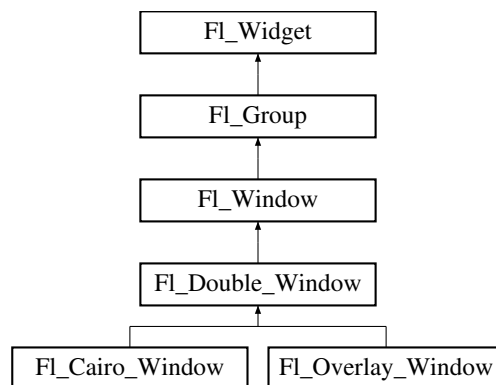 Fl_Widget
Fl_Group
Fl_Window
Fl_Double_Window
Fl_Cairo_Window
Fl_Overlay_Window